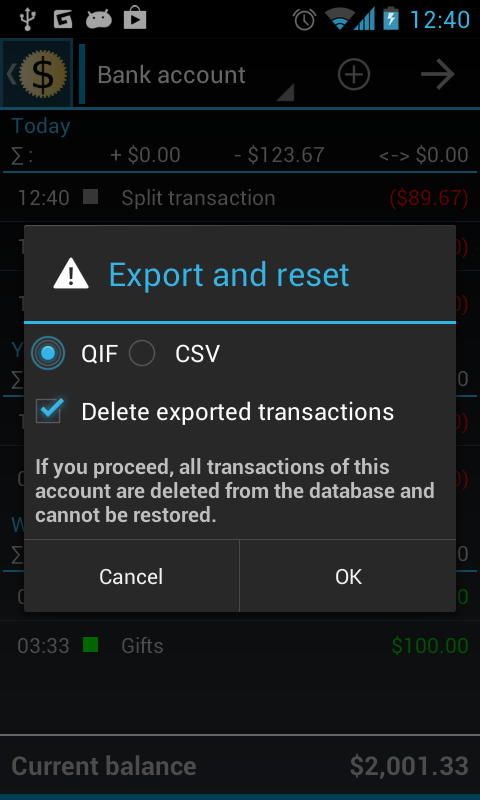 12:40
$
Bank account
Today
Σ : + $0.00 - $123.67 <-> $0.00
12:40 Split transaction ($89.67)
Export and reset
QIF CSV
Delete exported transactions
If you proceed, all transactions of this
account are deleted from the database and
cannot be restored.
Cancel OK
03:33 Gifts $100.00
Current balance $2,001.33